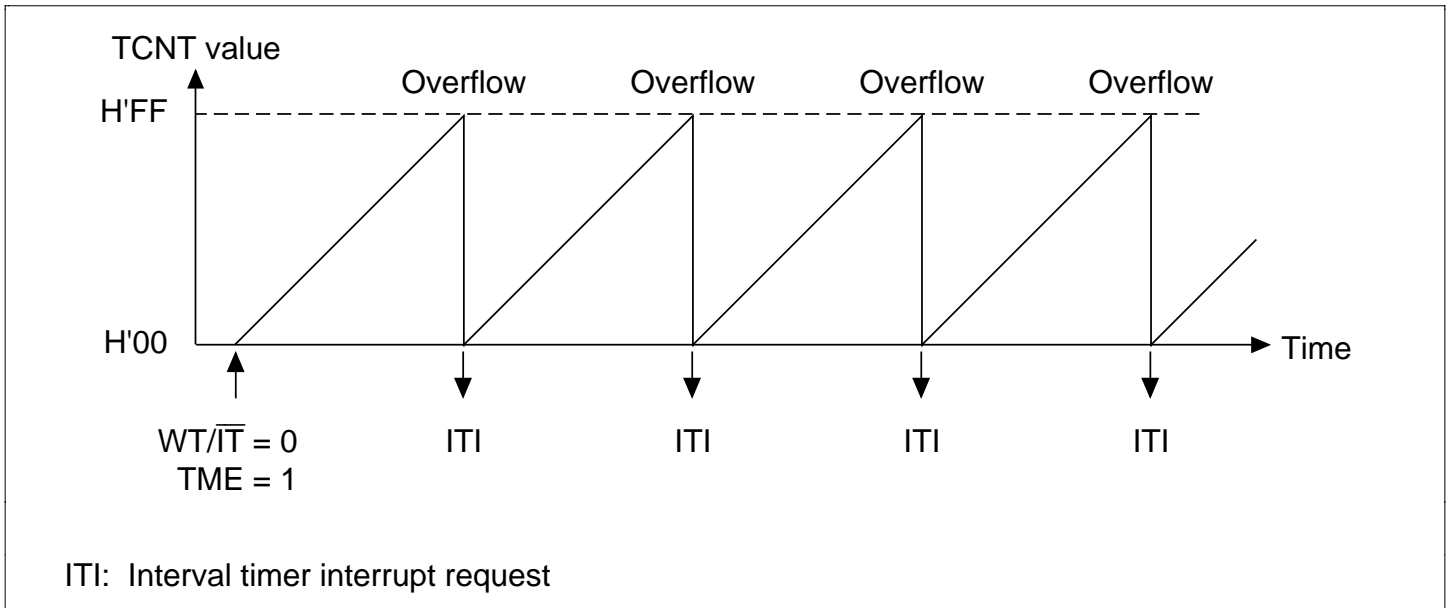 TCNT value
Overflow Overflow Overflow Overflow
H'FF
H'00
Time
WT/I̅T̅ = 0
TME = 1
ITI ITI ITI ITI
ITI: Interval timer interrupt request